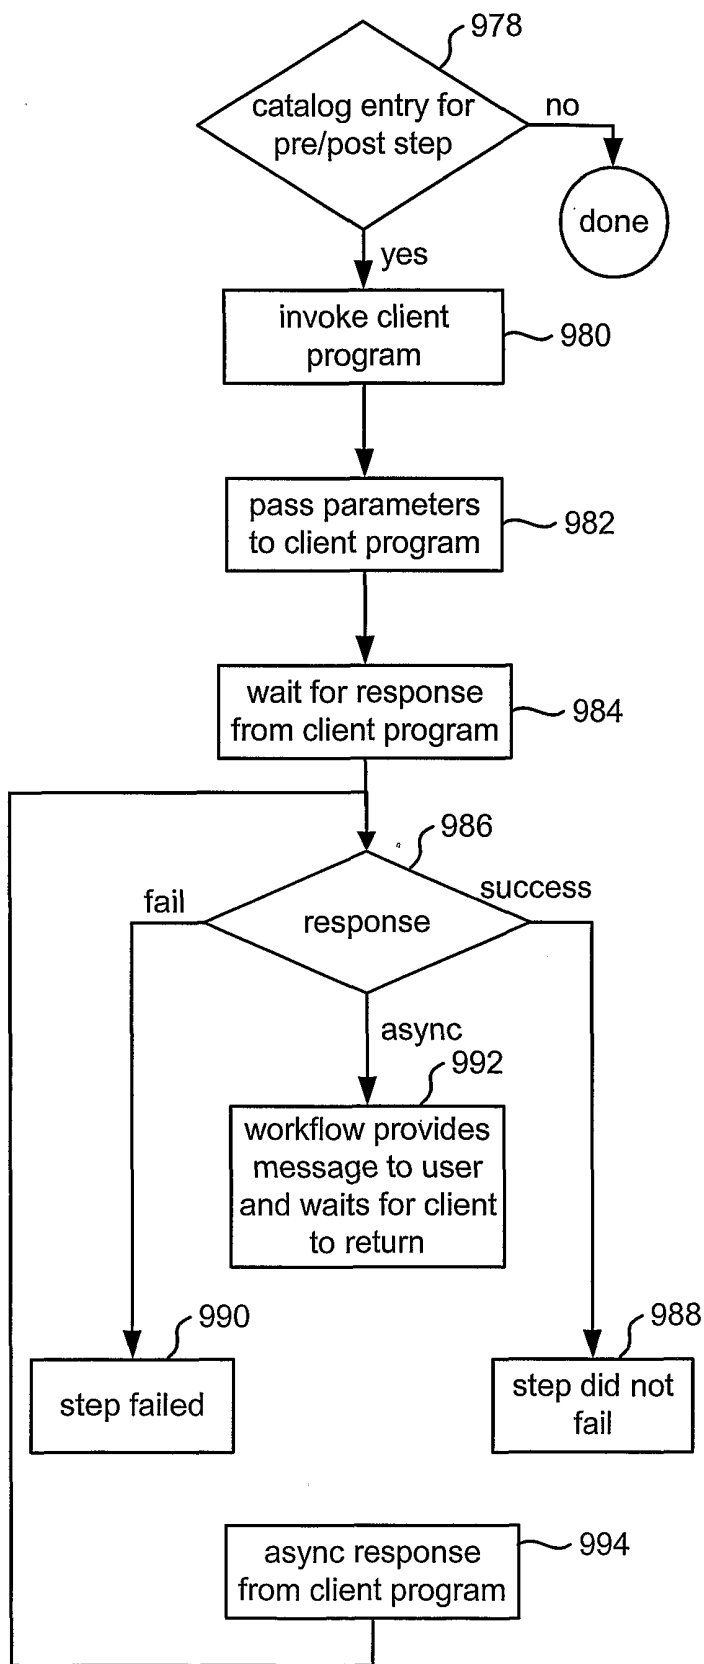 978
catalog entry for
pre/post step
no
done
yes
invoke client
program
980
pass parameters
to client program
982
wait for response
from client program
984
986
fail
success
response
async
992
workflow provides
message to user
and waits for client
to return
990
step failed
988
step did not
fail
994
async response
from client program